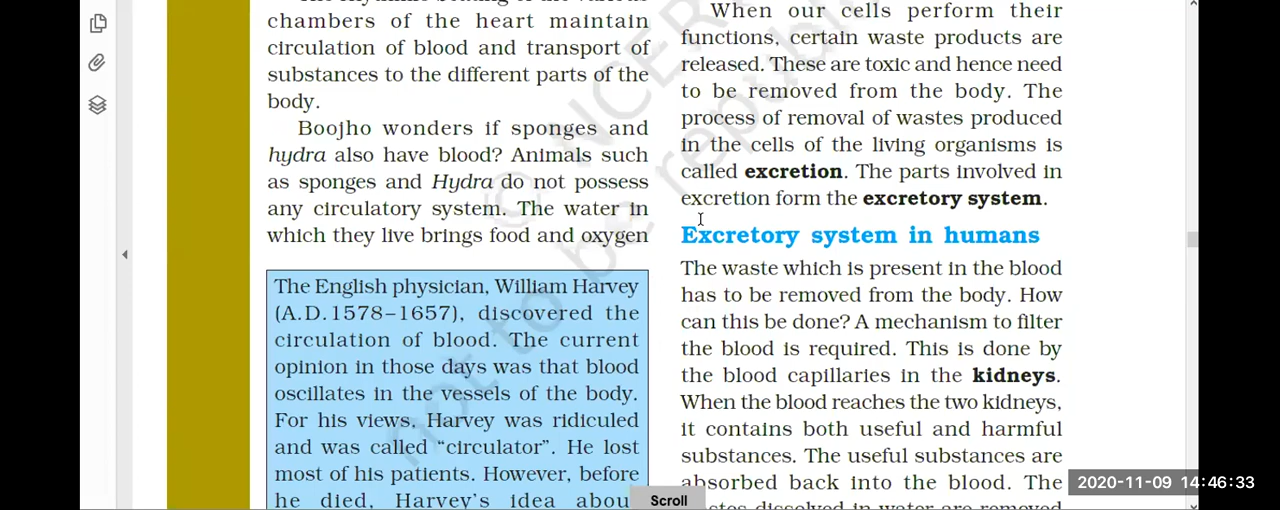 chambers of the heart maintain
circulation of blood and transport of
substances to the different parts of the
body.
Boojho wonders if sponges and
hydra also have blood? Animals such
as sponges and Hydra do not possess
any circulatory system. The water in
which they live brings food and oxygen
The English physician, William Harvey
(A.D.1578–1657), discovered the
circulation of blood. The current
opinion in those days was that blood
oscillates in the vessels of the body.
For his views, Harvey was ridiculed
and was called “circulator”. He lost
most of his patients. However, before
he died, Harvey’s idea about
When our cells perform their
functions, certain waste products are
released. These are toxic and hence need
to be removed from the body. The
process of removal of wastes produced
in the cells of the living organisms is
called excretion. The parts involved in
excretion form the excretory system.
Excretory system in humans
The waste which is present in the blood
has to be removed from the body. How
can this be done? A mechanism to filter
the blood is required. This is done by
the blood capillaries in the kidneys.
When the blood reaches the two kidneys,
it contains both useful and harmful
substances. The useful substances are
absorbed back into the blood. The
dissolved in water are removed
© NCERT
not to be republi
Scroll
2020-11-09 14:46:33